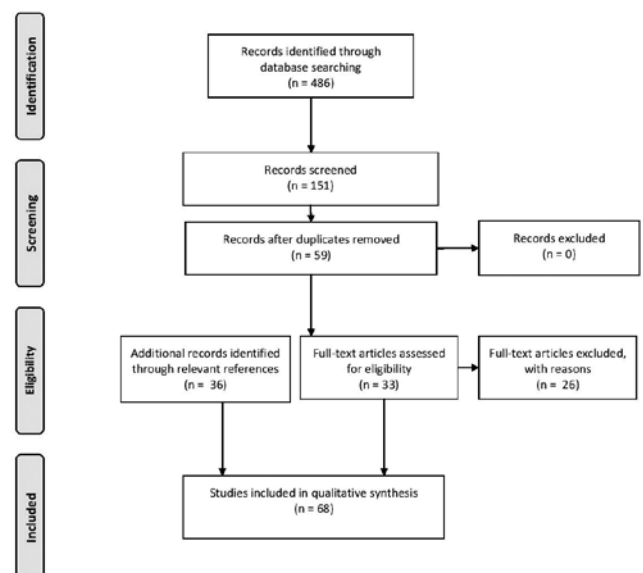 Identification
Records identified through
database searching
(n = 486)
Screening
Records screened
(n = 151)
Records after duplicates removed
(n = 59)
Records excluded
(n = 0)
Eligibility
Additional records identified
through relevant references
(n = 36)
Full-text articles assessed
for eligibility
(n = 33)
Full-text articles excluded,
with reasons
(n = 26)
Included
Studies included in qualitative synthesis
(n = 68)